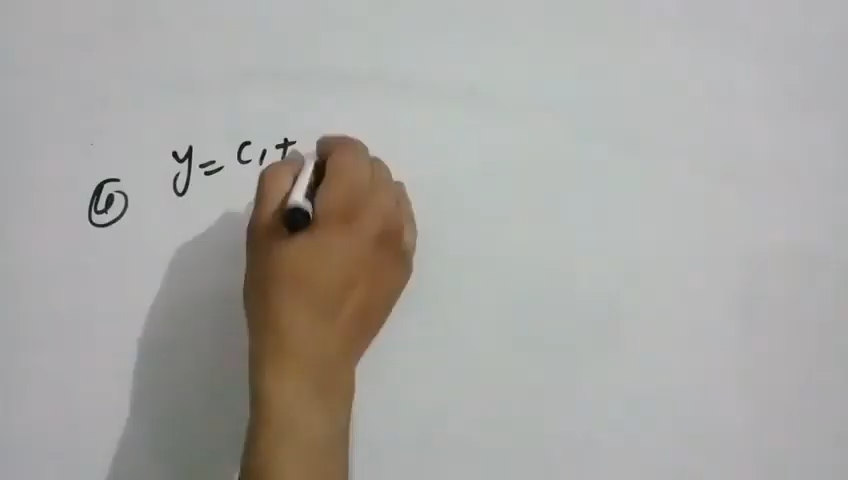 ⑥ y = c₁ +